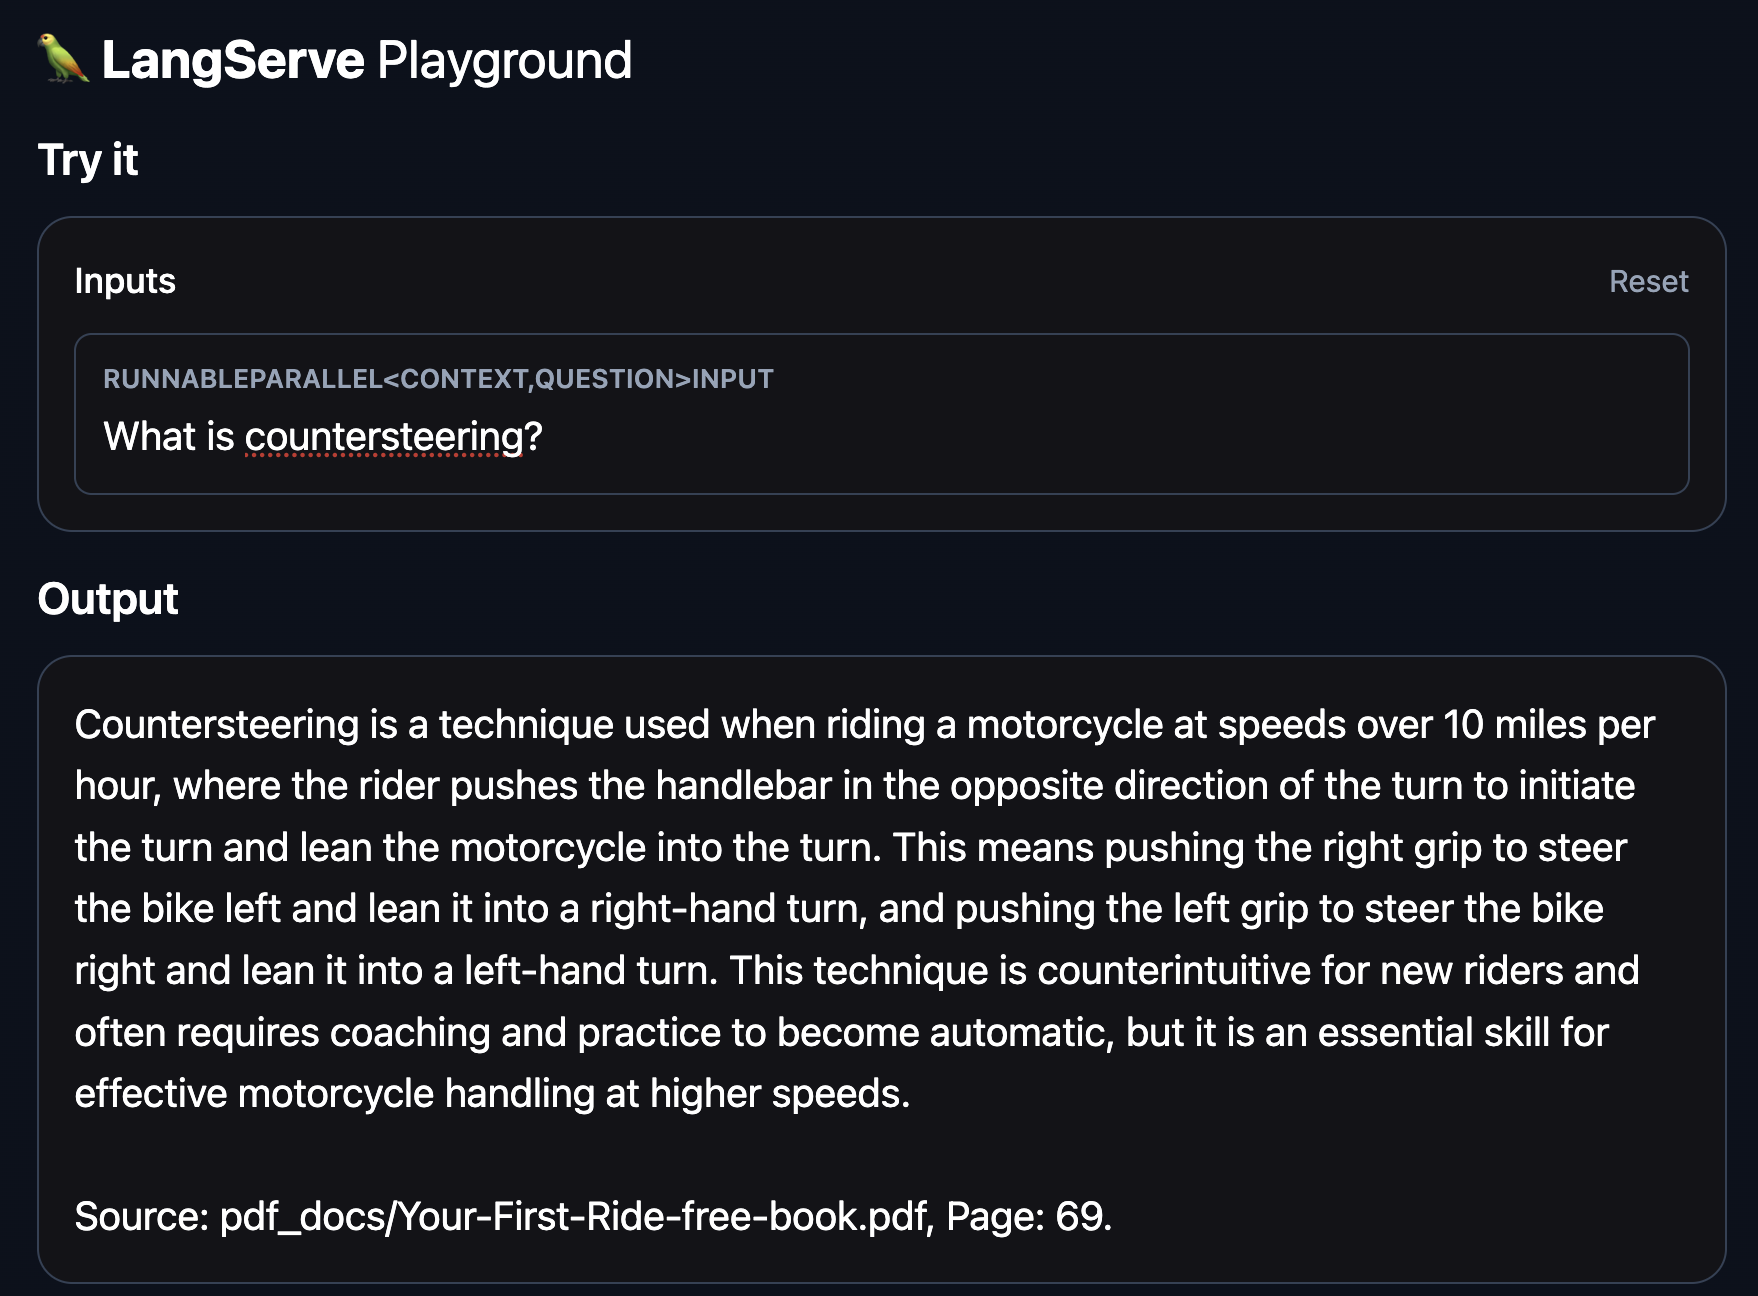 LangServe Playground
Try it
Inputs
Reset
RUNNABLEPARALLEL<CONTEXT,QUESTION>INPUT
What is countersteering?
Output
Countersteering is a technique used when riding a motorcycle at speeds over 10 miles per
hour, where the rider pushes the handlebar in the opposite direction of the turn to initiate
the turn and lean the motorcycle into the turn. This means pushing the right grip to steer
the bike left and lean it into a right-hand turn, and pushing the left grip to steer the bike
right and lean it into a left-hand turn. This technique is counterintuitive for new riders and
often requires coaching and practice to become automatic, but it is an essential skill for
effective motorcycle handling at higher speeds.
Source: pdf_docs/Your-First-Ride-free-book.pdf, Page: 69.